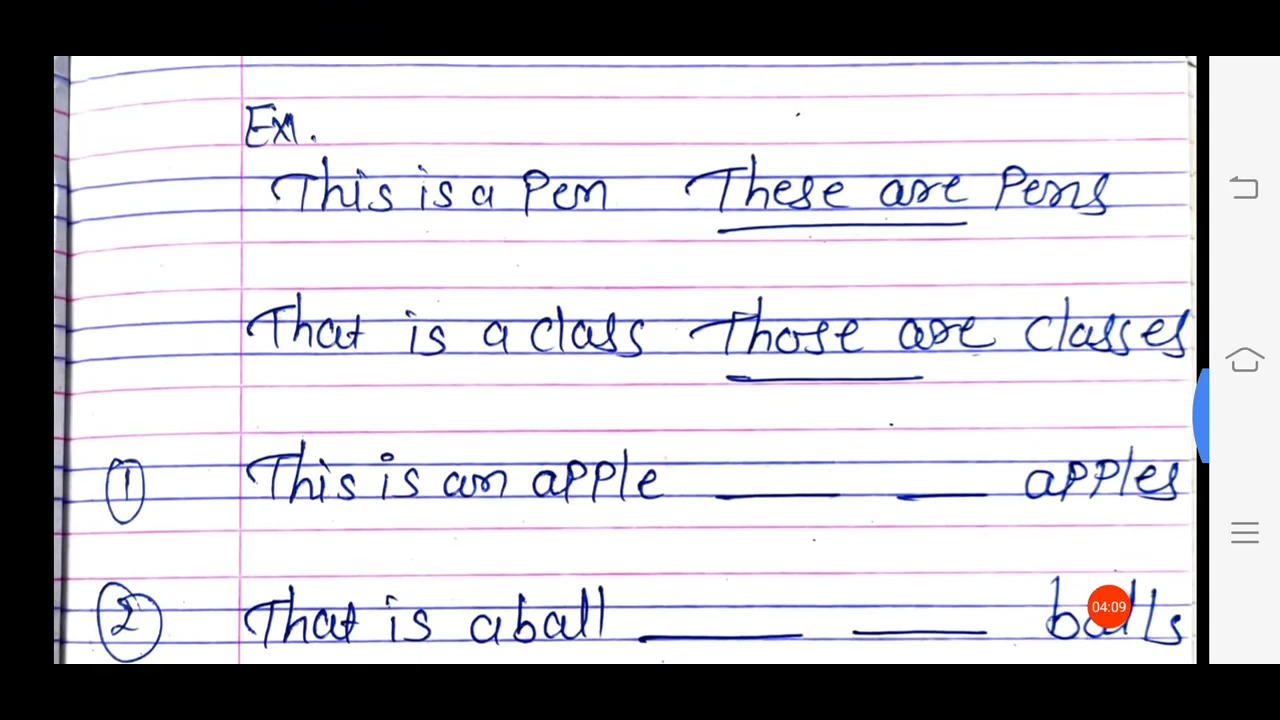 Ex.
This is a Pen These are Pens
That is a class Those are classes
1 This is an apple ____ ____ apples
2 That is a ball ____ ____ balls
04:09